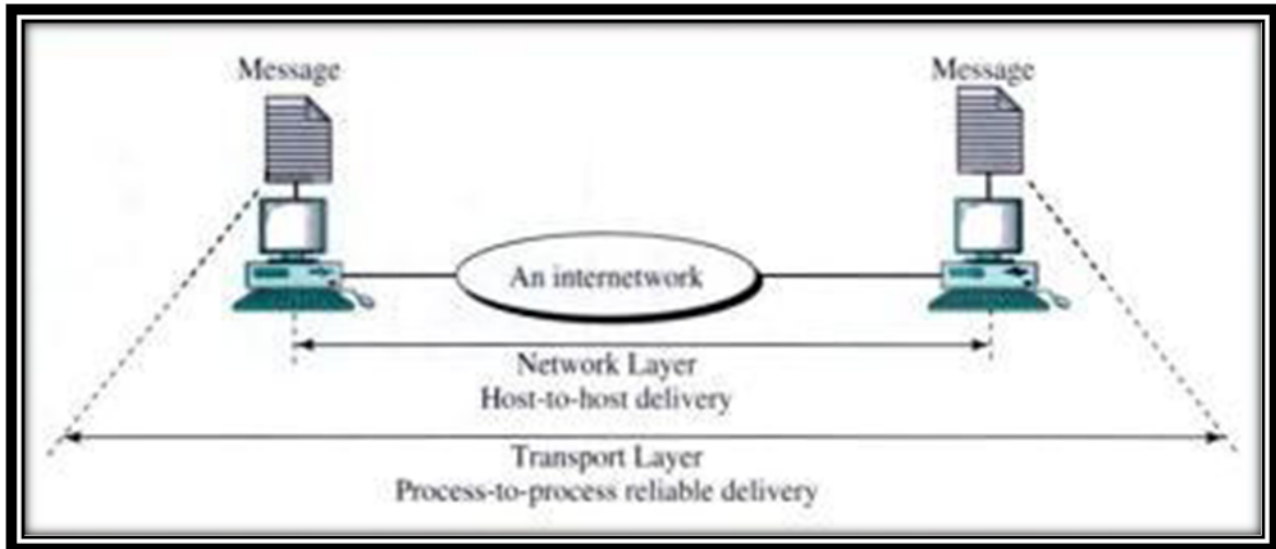 Message
Message
An internetwork
Network Layer
Host-to-host delivery
Transport Layer
Process-to-process reliable delivery